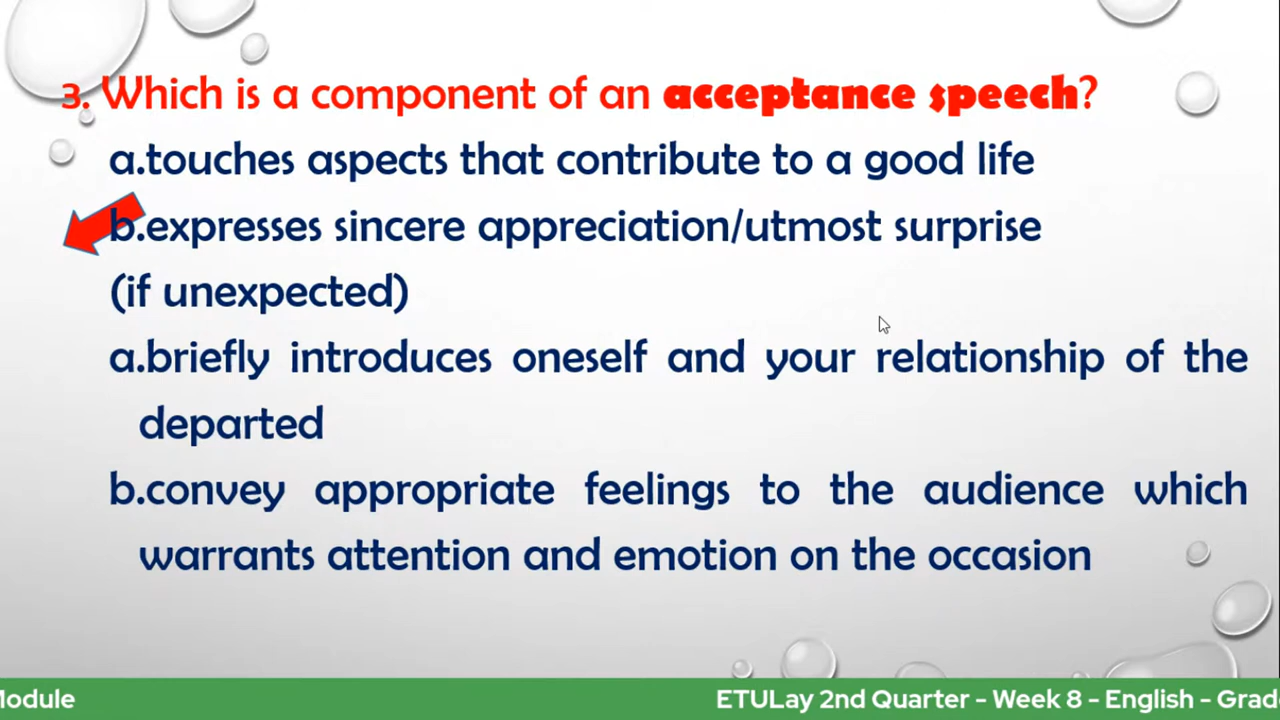 3. Which is a component of an acceptance speech?
a.touches aspects that contribute to a good life
b.expresses sincere appreciation/utmost surprise
(if unexpected)
a.briefly introduces oneself and your relationship of the
departed
b.convey appropriate feelings to the audience which
warrants attention and emotion on the occasion
Module
ETULay 2nd Quarter - Week 8 - English - Grad